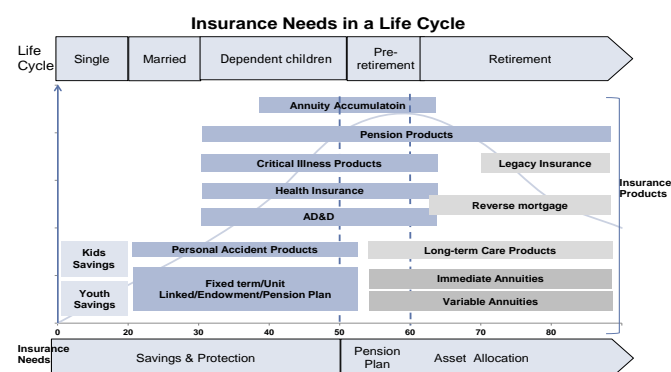 Insurance Needs in a Life Cycle
Life
Cycle
Single
Married
Dependent children
Pre-
retirement
Retirement
Annuity Accumulatoin
Pension Products
Critical Illness Products
Legacy Insurance
Health Insurance
Reverse mortgage
AD&D
Insurance
Products
Kids
Savings
Personal Accident Products
Long-term Care Products
Youth
Savings
Fixed term/Unit
Linked/Endowment/Pension Plan
Immediate Annuities
Variable Annuities
0 10 20 30 40 50 60 70 80
Insurance
Needs
Savings & Protection
Pension
Plan
Asset Allocation